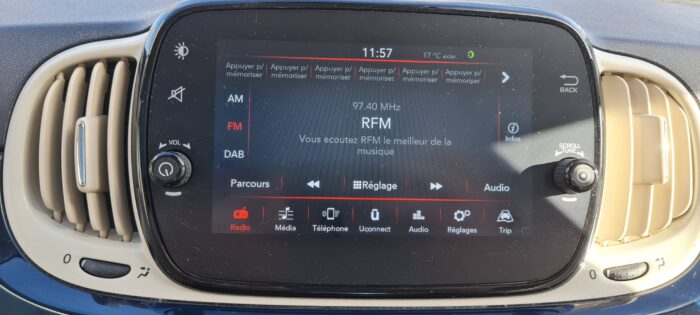 11:57
17 °C extér.
Appuyer p/ Appuyer p/ Appuyer p/ Appuyer p/ Appuyer p/ Appuyer p/
mémoriser mémoriser mémoriser mémoriser mémoriser mémoriser
BACK
AM
FM
DAB
97.40 MHz
RFM
Vous ecoutez RFM le meilleur de la
musique
Infos
VOL
SCROLL
TUNE
Parcours
Réglage
Audio
Radio Média Téléphone Uconnect Audio Réglages Trip
0
0